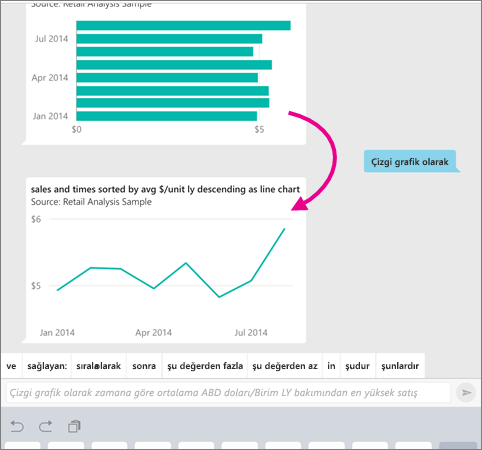 Source: Retail Analysis Sample
Jul 2014
Apr 2014
Jan 2014
$0 $5
Çizgi grafik olarak
sales and times sorted by avg $/unit ly descending as line chart
Source: Retail Analysis Sample
$6
$5
Jan 2014 Apr 2014 Jul 2014
ve sağlayan: sıralaolarak sonra şu değerden fazla şu değerden az in şudur şunlardır
Çizgi grafik olarak zamana göre ortalama ABD doları/Birim LY bakımından en yüksek satış